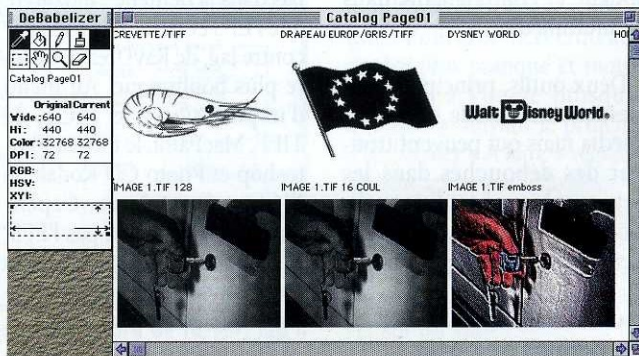 DeBabelizer
Catalog Page01
Original Current
Wide: 640 640
Hi: 440 440
Color: 32768 32768
DPI: 72 72
RGB:
HSV:
XY:
Catalog Page01
CREVETTE/TIFF DRAPEAU EUROP/GRIS/TIFF DYSNEY WORLD
Walt Disney World.
IMAGE 1.TIF 128 IMAGE 1.TIF 16 COUL IMAGE 1.TIF emboss